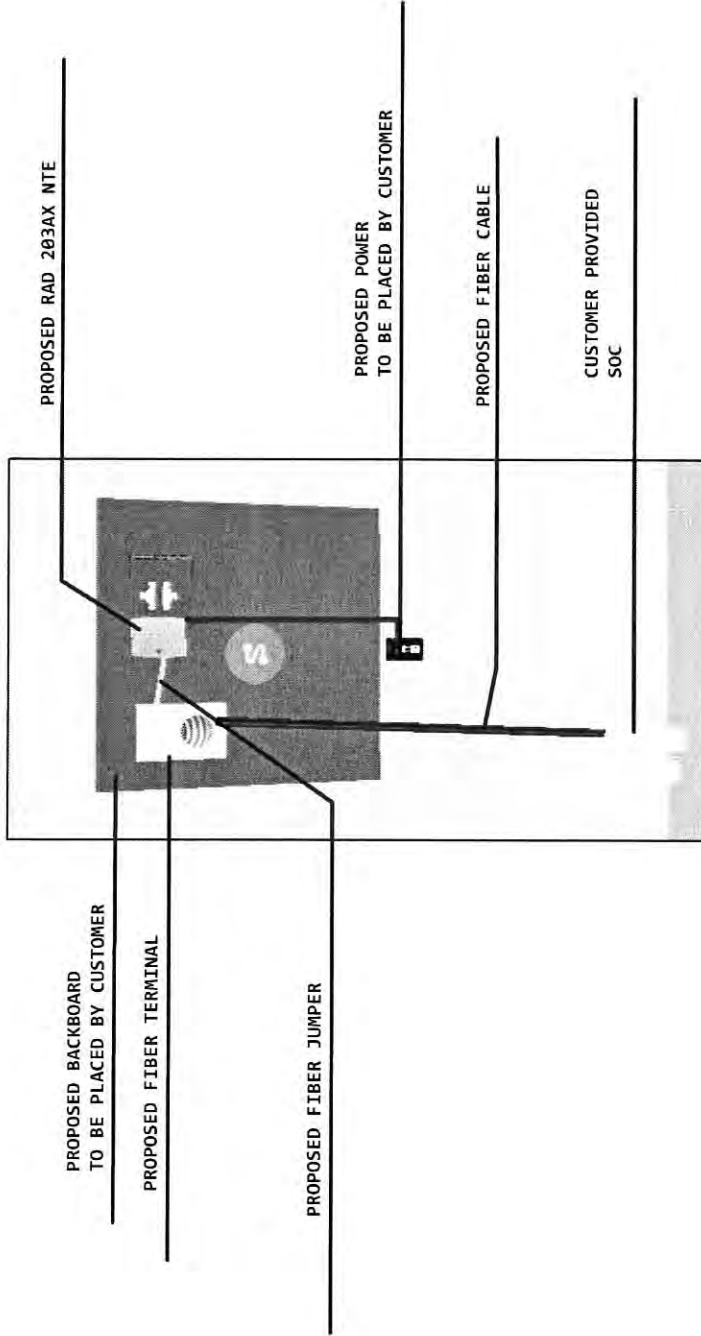 PROPOSED BACKBOARD
TO BE PLACED BY CUSTOMER
PROPOSED FIBER TERMINAL
PROPOSED FIBER JUMPER
PROPOSED RAD 203AX NTE
PROPOSED POWER
TO BE PLACED BY CUSTOMER
PROPOSED FIBER CABLE
CUSTOMER PROVIDED
SOC